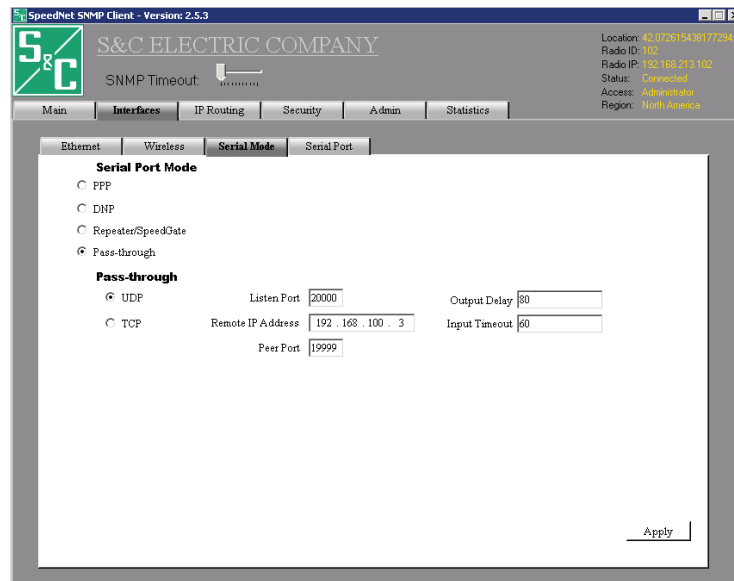 SpeedNet SNMP Client - Version: 2.5.3
S&C
S&C ELECTRIC COMPANY
SNMP Timeout:
Location: 42.072615438177294
Radio ID: 102
Radio IP: 192.168.213.102
Status: Connected
Access: Administrator
Region: North America
Main Interfaces IP Routing Security Admin Statistics
Ethernet Wireless Serial Mode Serial Port
Serial Port Mode
PPP
DNP
Repeater/SpeedGate
Pass-through
Pass-through
UDP Listen Port 20000 Output Delay 80
TCP Remote IP Address 192 . 168 . 100 . 3 Input Timeout 60
Peer Port 19999
Apply